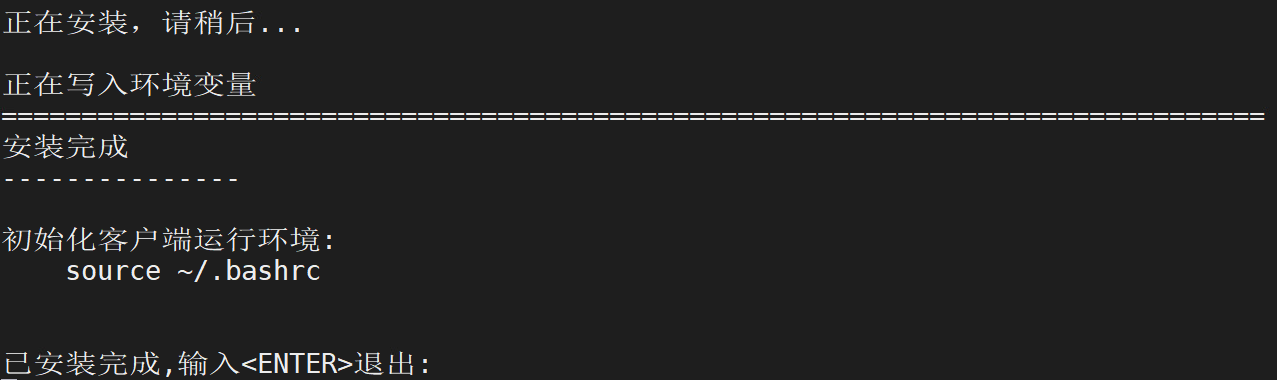 正在安装，请稍后...
正在写入环境变量
===============================================================================
安装完成
---------------
初始化客户端运行环境:
    source ~/.bashrc
已安装完成,输入<ENTER>退出: